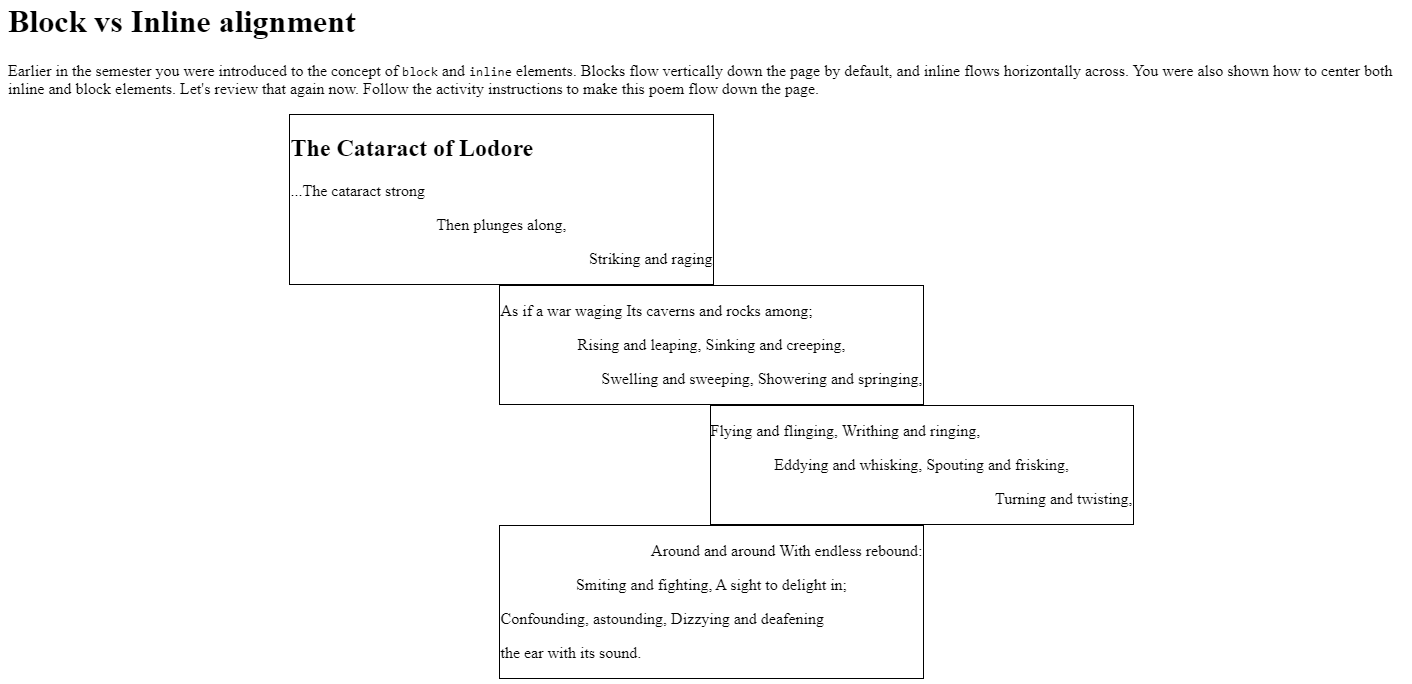 Block vs Inline alignment
Earlier in the semester you were introduced to the concept of block and inline elements. Blocks flow vertically down the page by default, and inline flows horizontally across. You were also shown how to center both
inline and block elements. Let's review that again now. Follow the activity instructions to make this poem flow down the page.
The Cataract of Lodore
...The cataract strong
Then plunges along,
Striking and raging
As if a war waging Its caverns and rocks among;
Rising and leaping, Sinking and creeping,
Swelling and sweeping, Showering and springing,
Flying and flinging, Writhing and ringing,
Eddying and whisking, Spouting and frisking,
Turning and twisting,
Around and around With endless rebound:
Smiting and fighting, A sight to delight in;
Confounding, astounding, Dizzying and deafening
the ear with its sound.